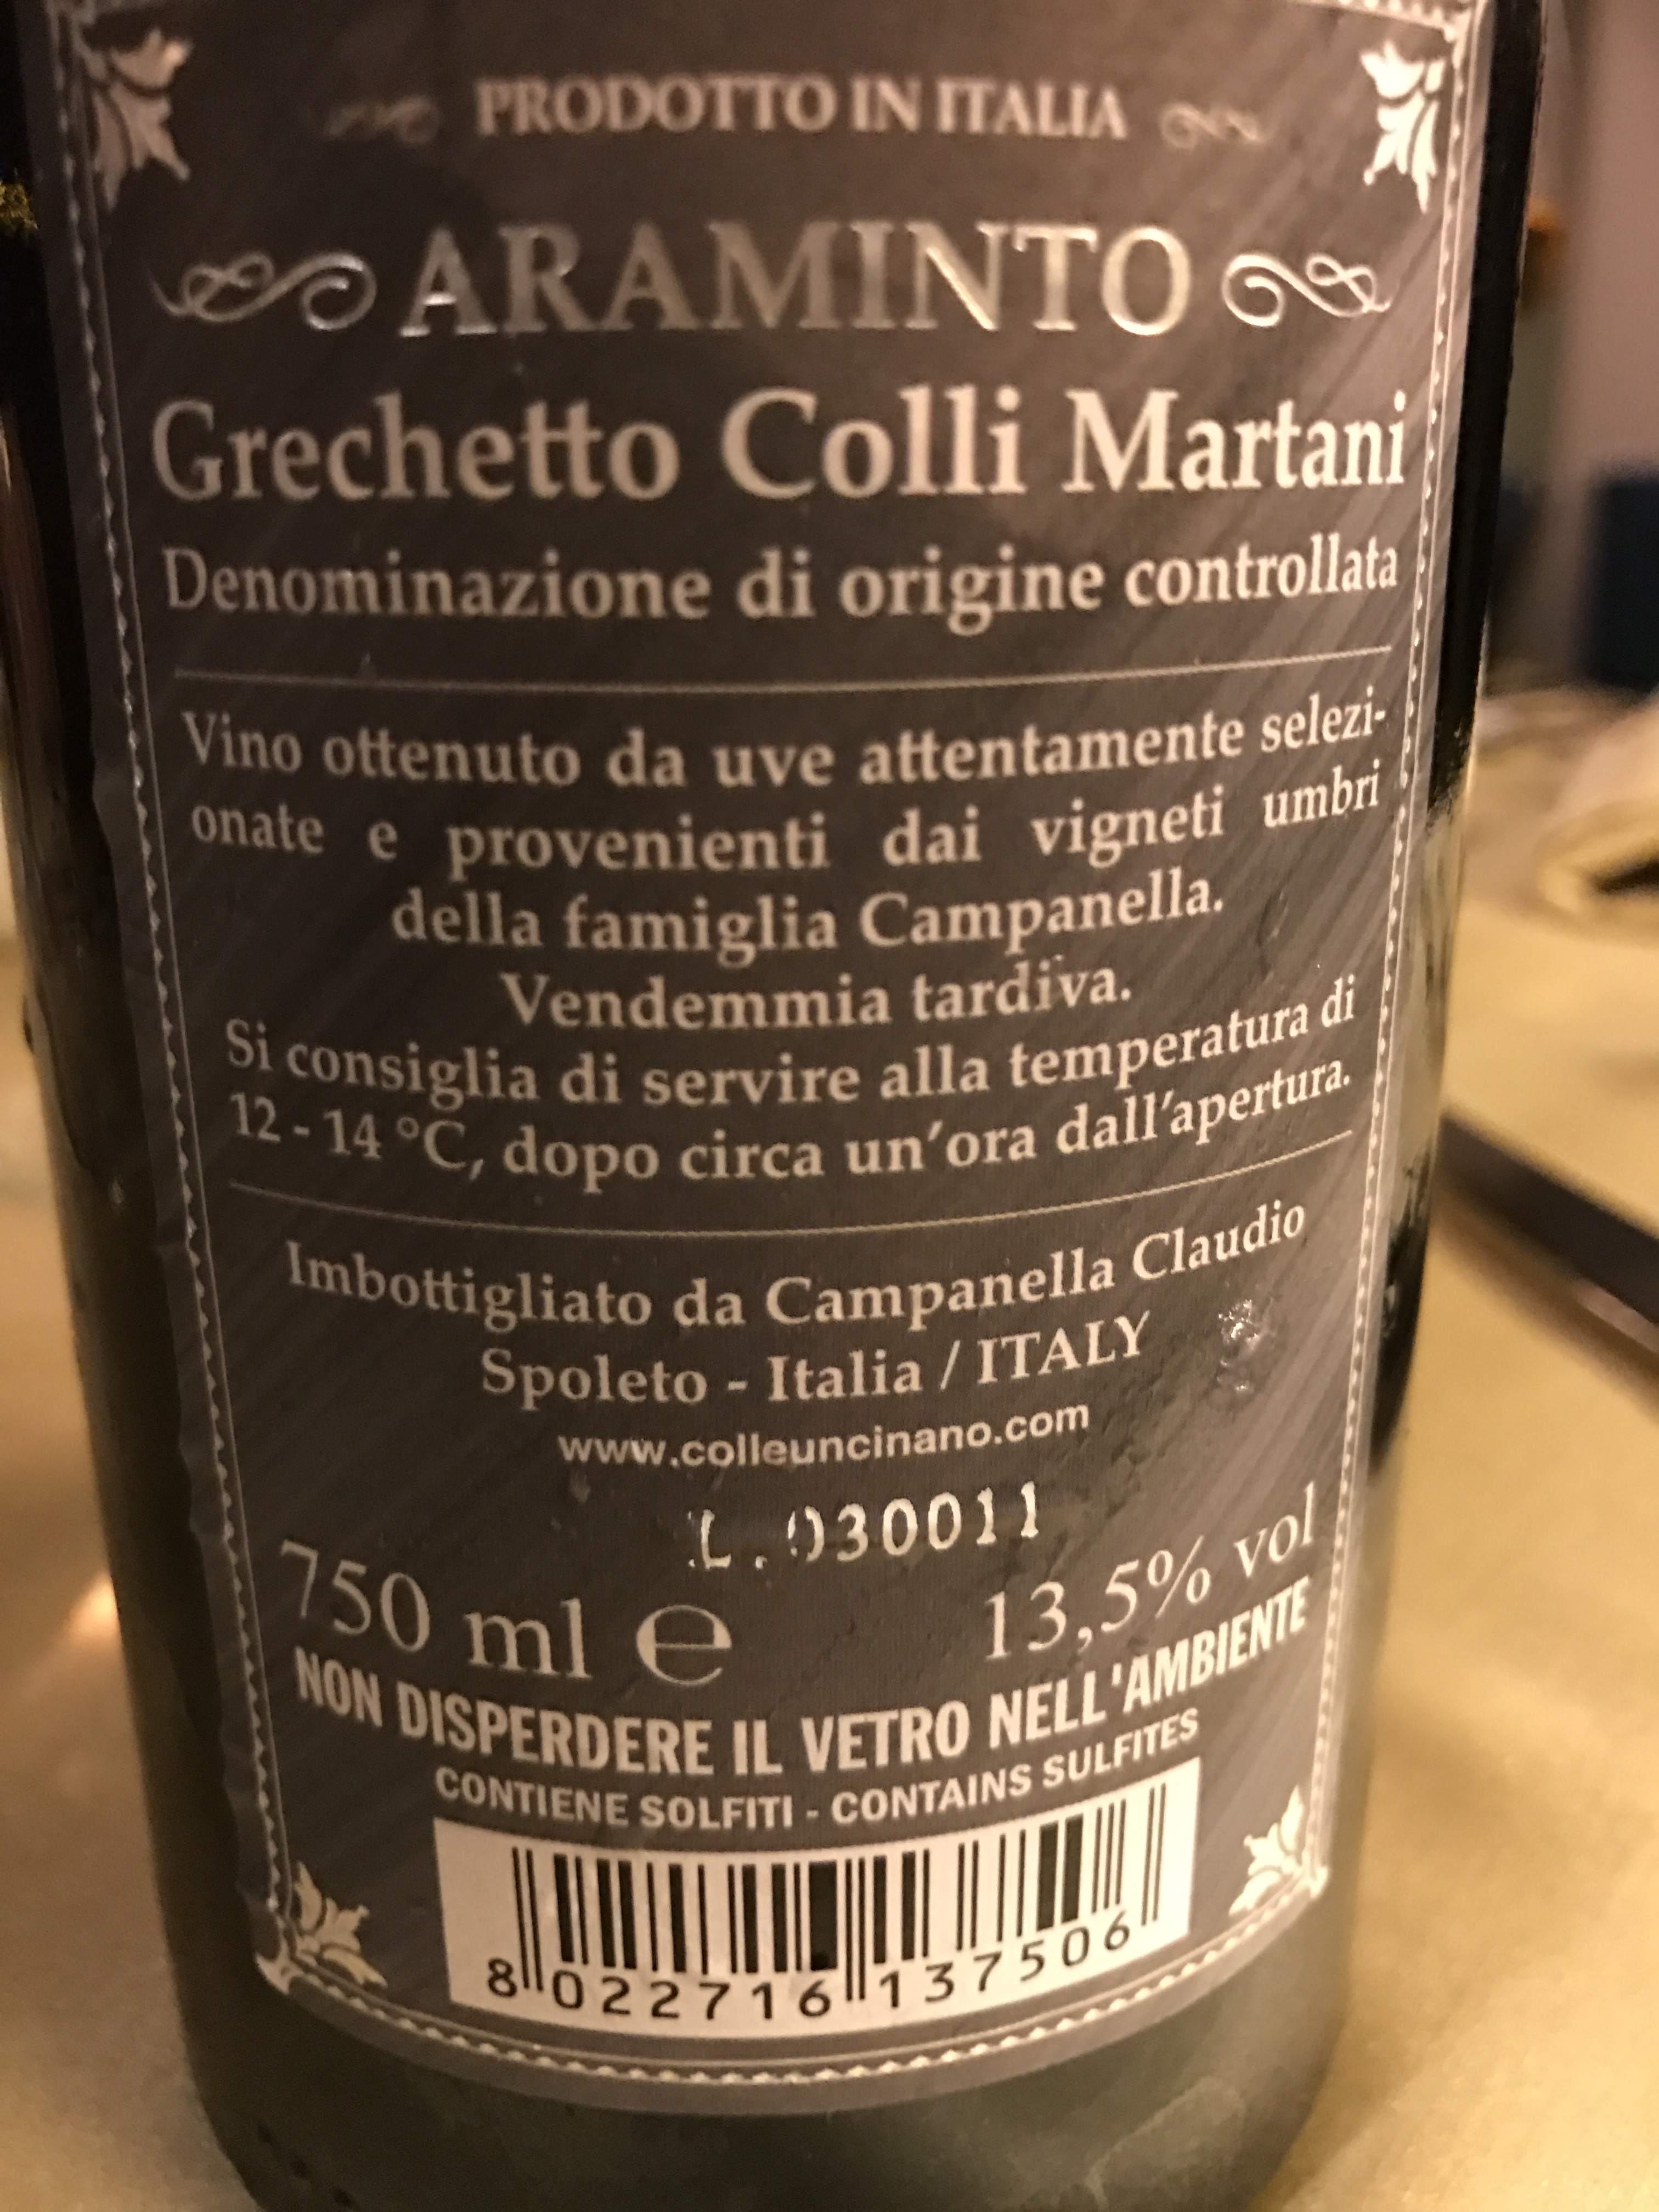 PRODOTTO IN ITALIA
ARAMINTO
Grechetto Colli Martani
Denominazione di origine controllata
Vino ottenuto da uve attentamente selezi-
onate e provenienti dai vigneti umbri
della famiglia Campanella.
Vendemmia tardiva.
Si consiglia di servire alla temperatura di
12 - 14 °C, dopo circa un'ora dall'apertura.
Imbottigliato da Campanella Claudio
Spoleto - Italia / ITALY
www.colleuncinano.com
L.030011
750 ml e 13,5% vol
NON DISPERDERE IL VETRO NELL'AMBIENTE
CONTIENE SOLFITI - CONTAINS SULFITES
8 022716 137506